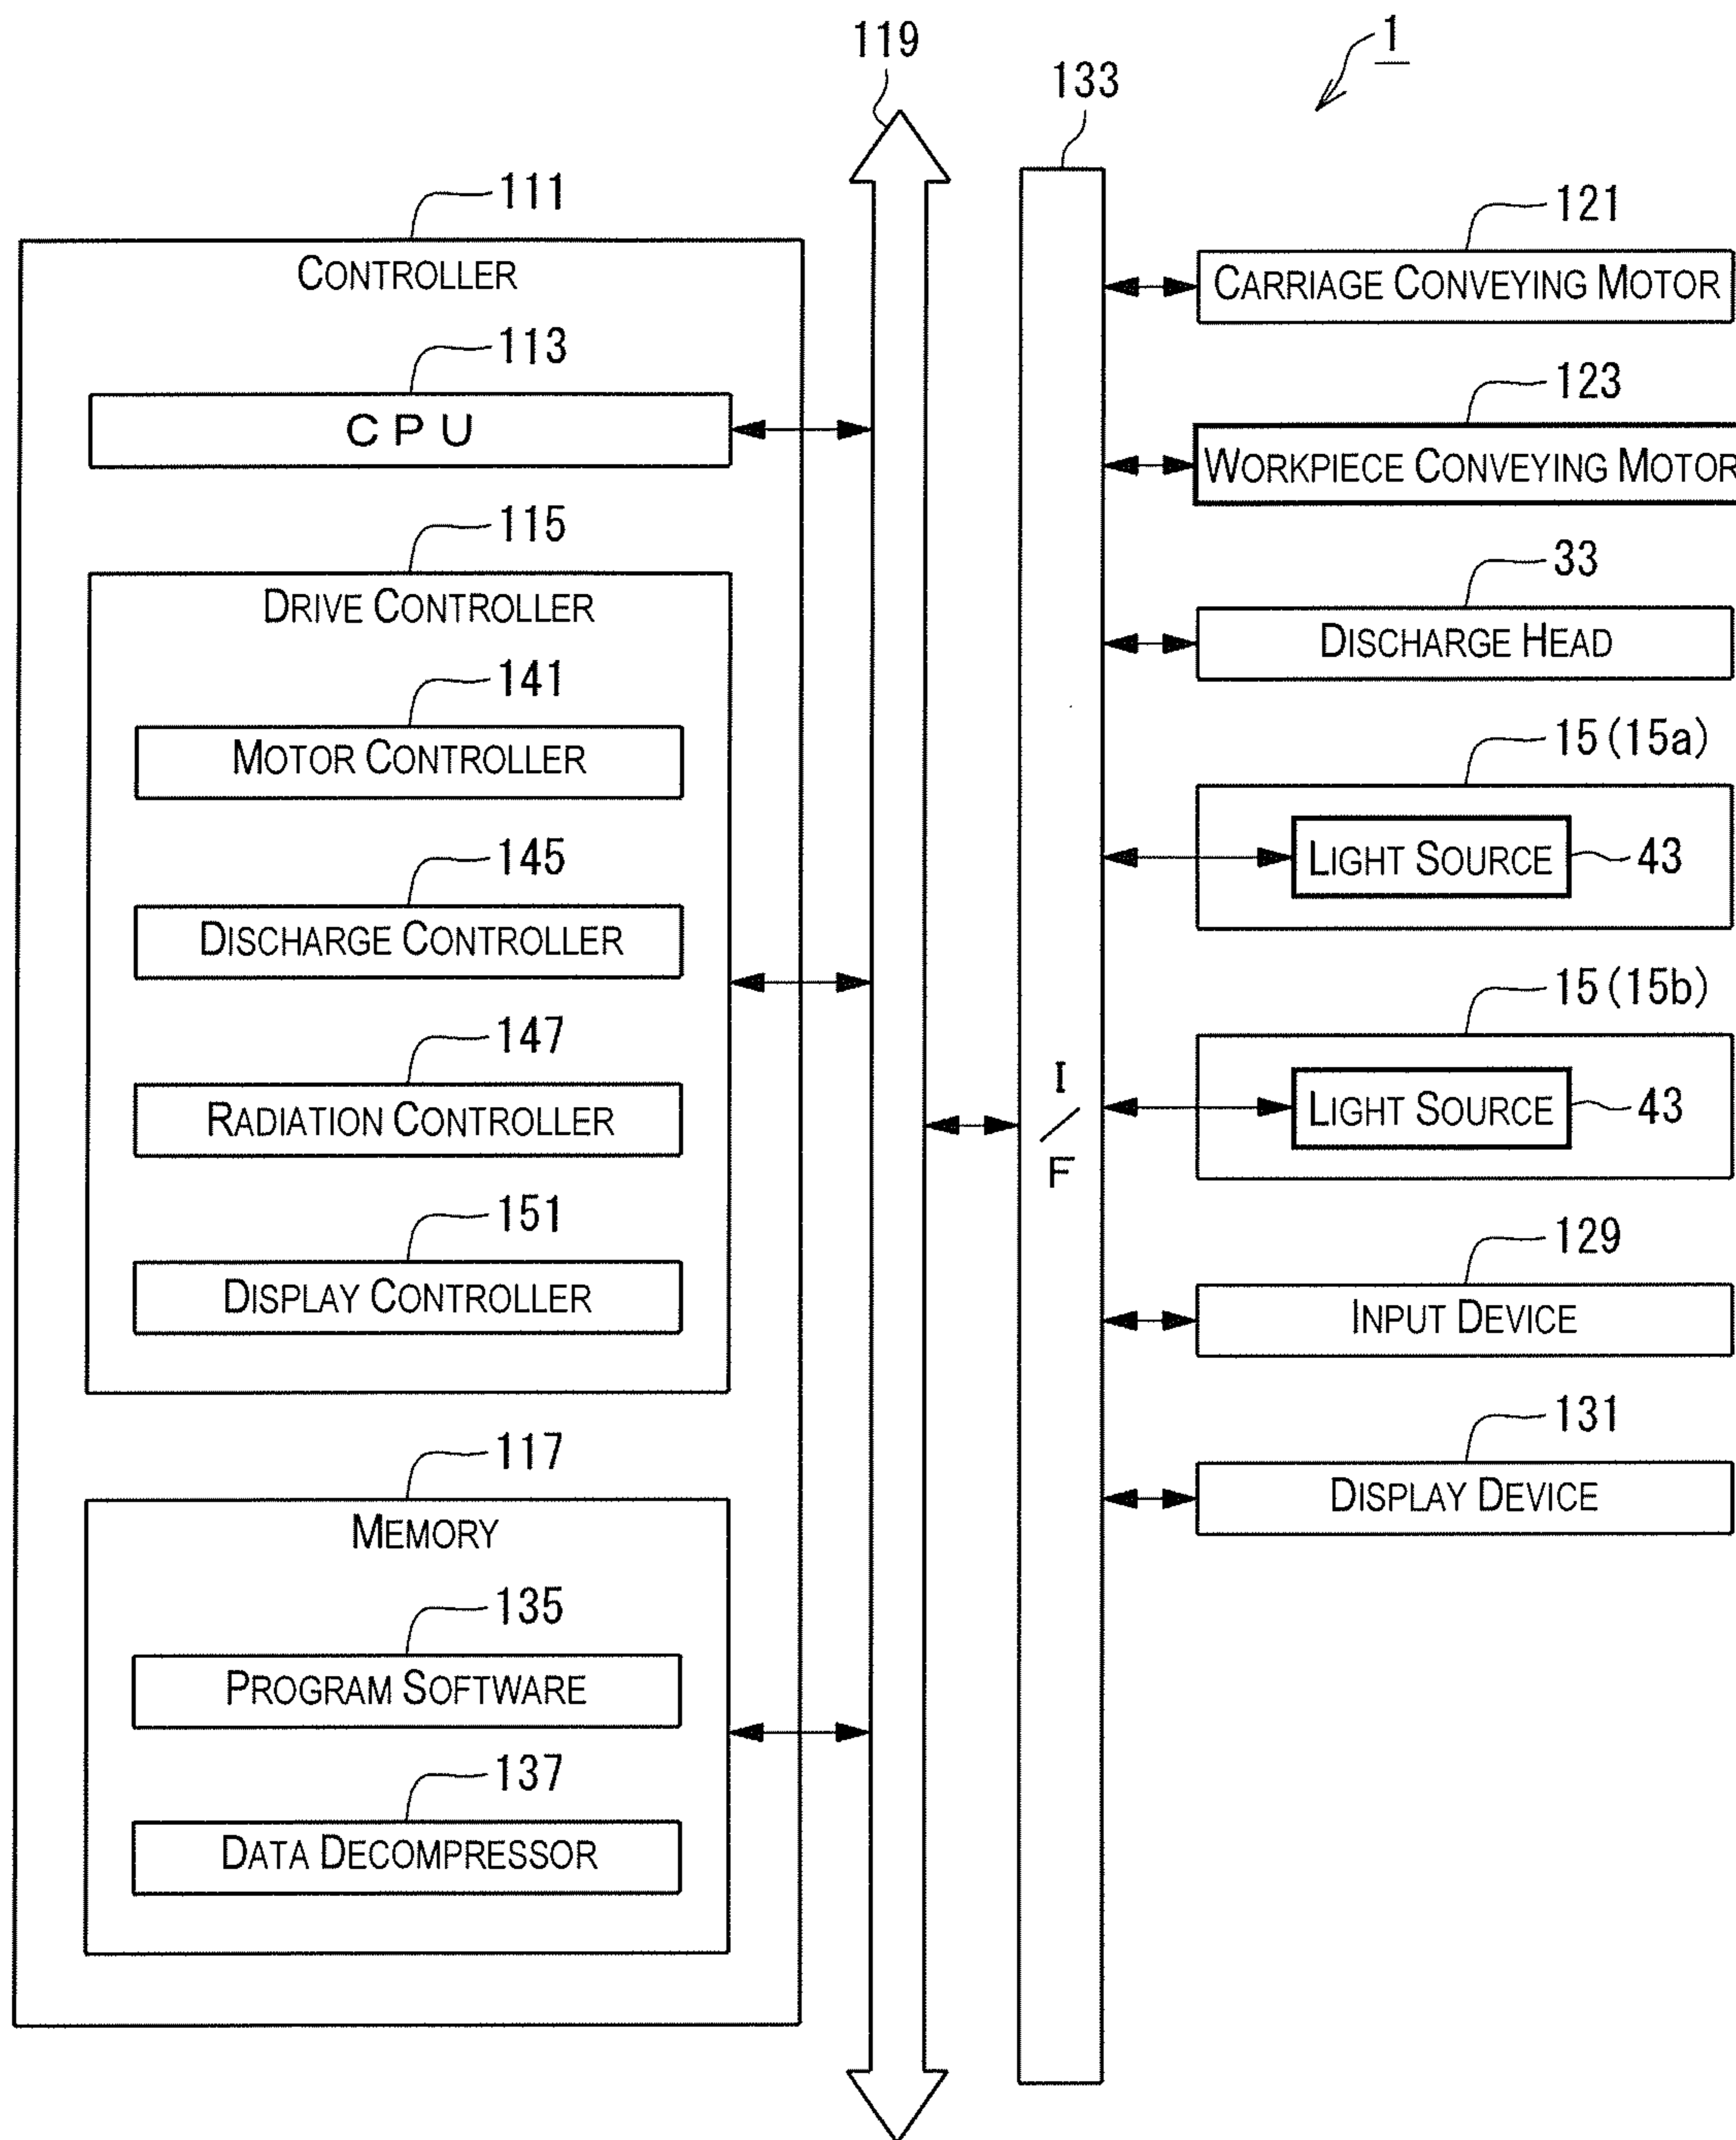 119
1
133
111
CONTROLLER
113
CPU
115
DRIVE CONTROLLER
141
MOTOR CONTROLLER
145
DISCHARGE CONTROLLER
147
RADIATION CONTROLLER
151
DISPLAY CONTROLLER
117
MEMORY
135
PROGRAM SOFTWARE
137
DATA DECOMPRESSOR
I/F
121
CARRIAGE CONVEYING MOTOR
123
WORKPIECE CONVEYING MOTOR
33
DISCHARGE HEAD
15(15a)
LIGHT SOURCE
43
15(15b)
LIGHT SOURCE
43
129
INPUT DEVICE
131
DISPLAY DEVICE